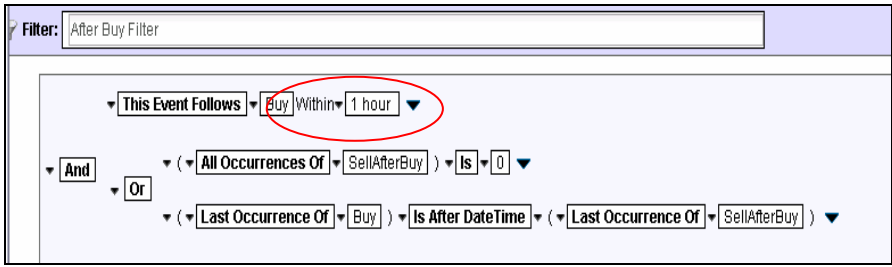 Filter: After Buy Filter
This Event Follows Buy Within 1 hour
And
( All Occurrences Of SellAfterBuy ) Is 0
Or
( Last Occurrence Of Buy ) Is After DateTime ( Last Occurrence Of SellAfterBuy )